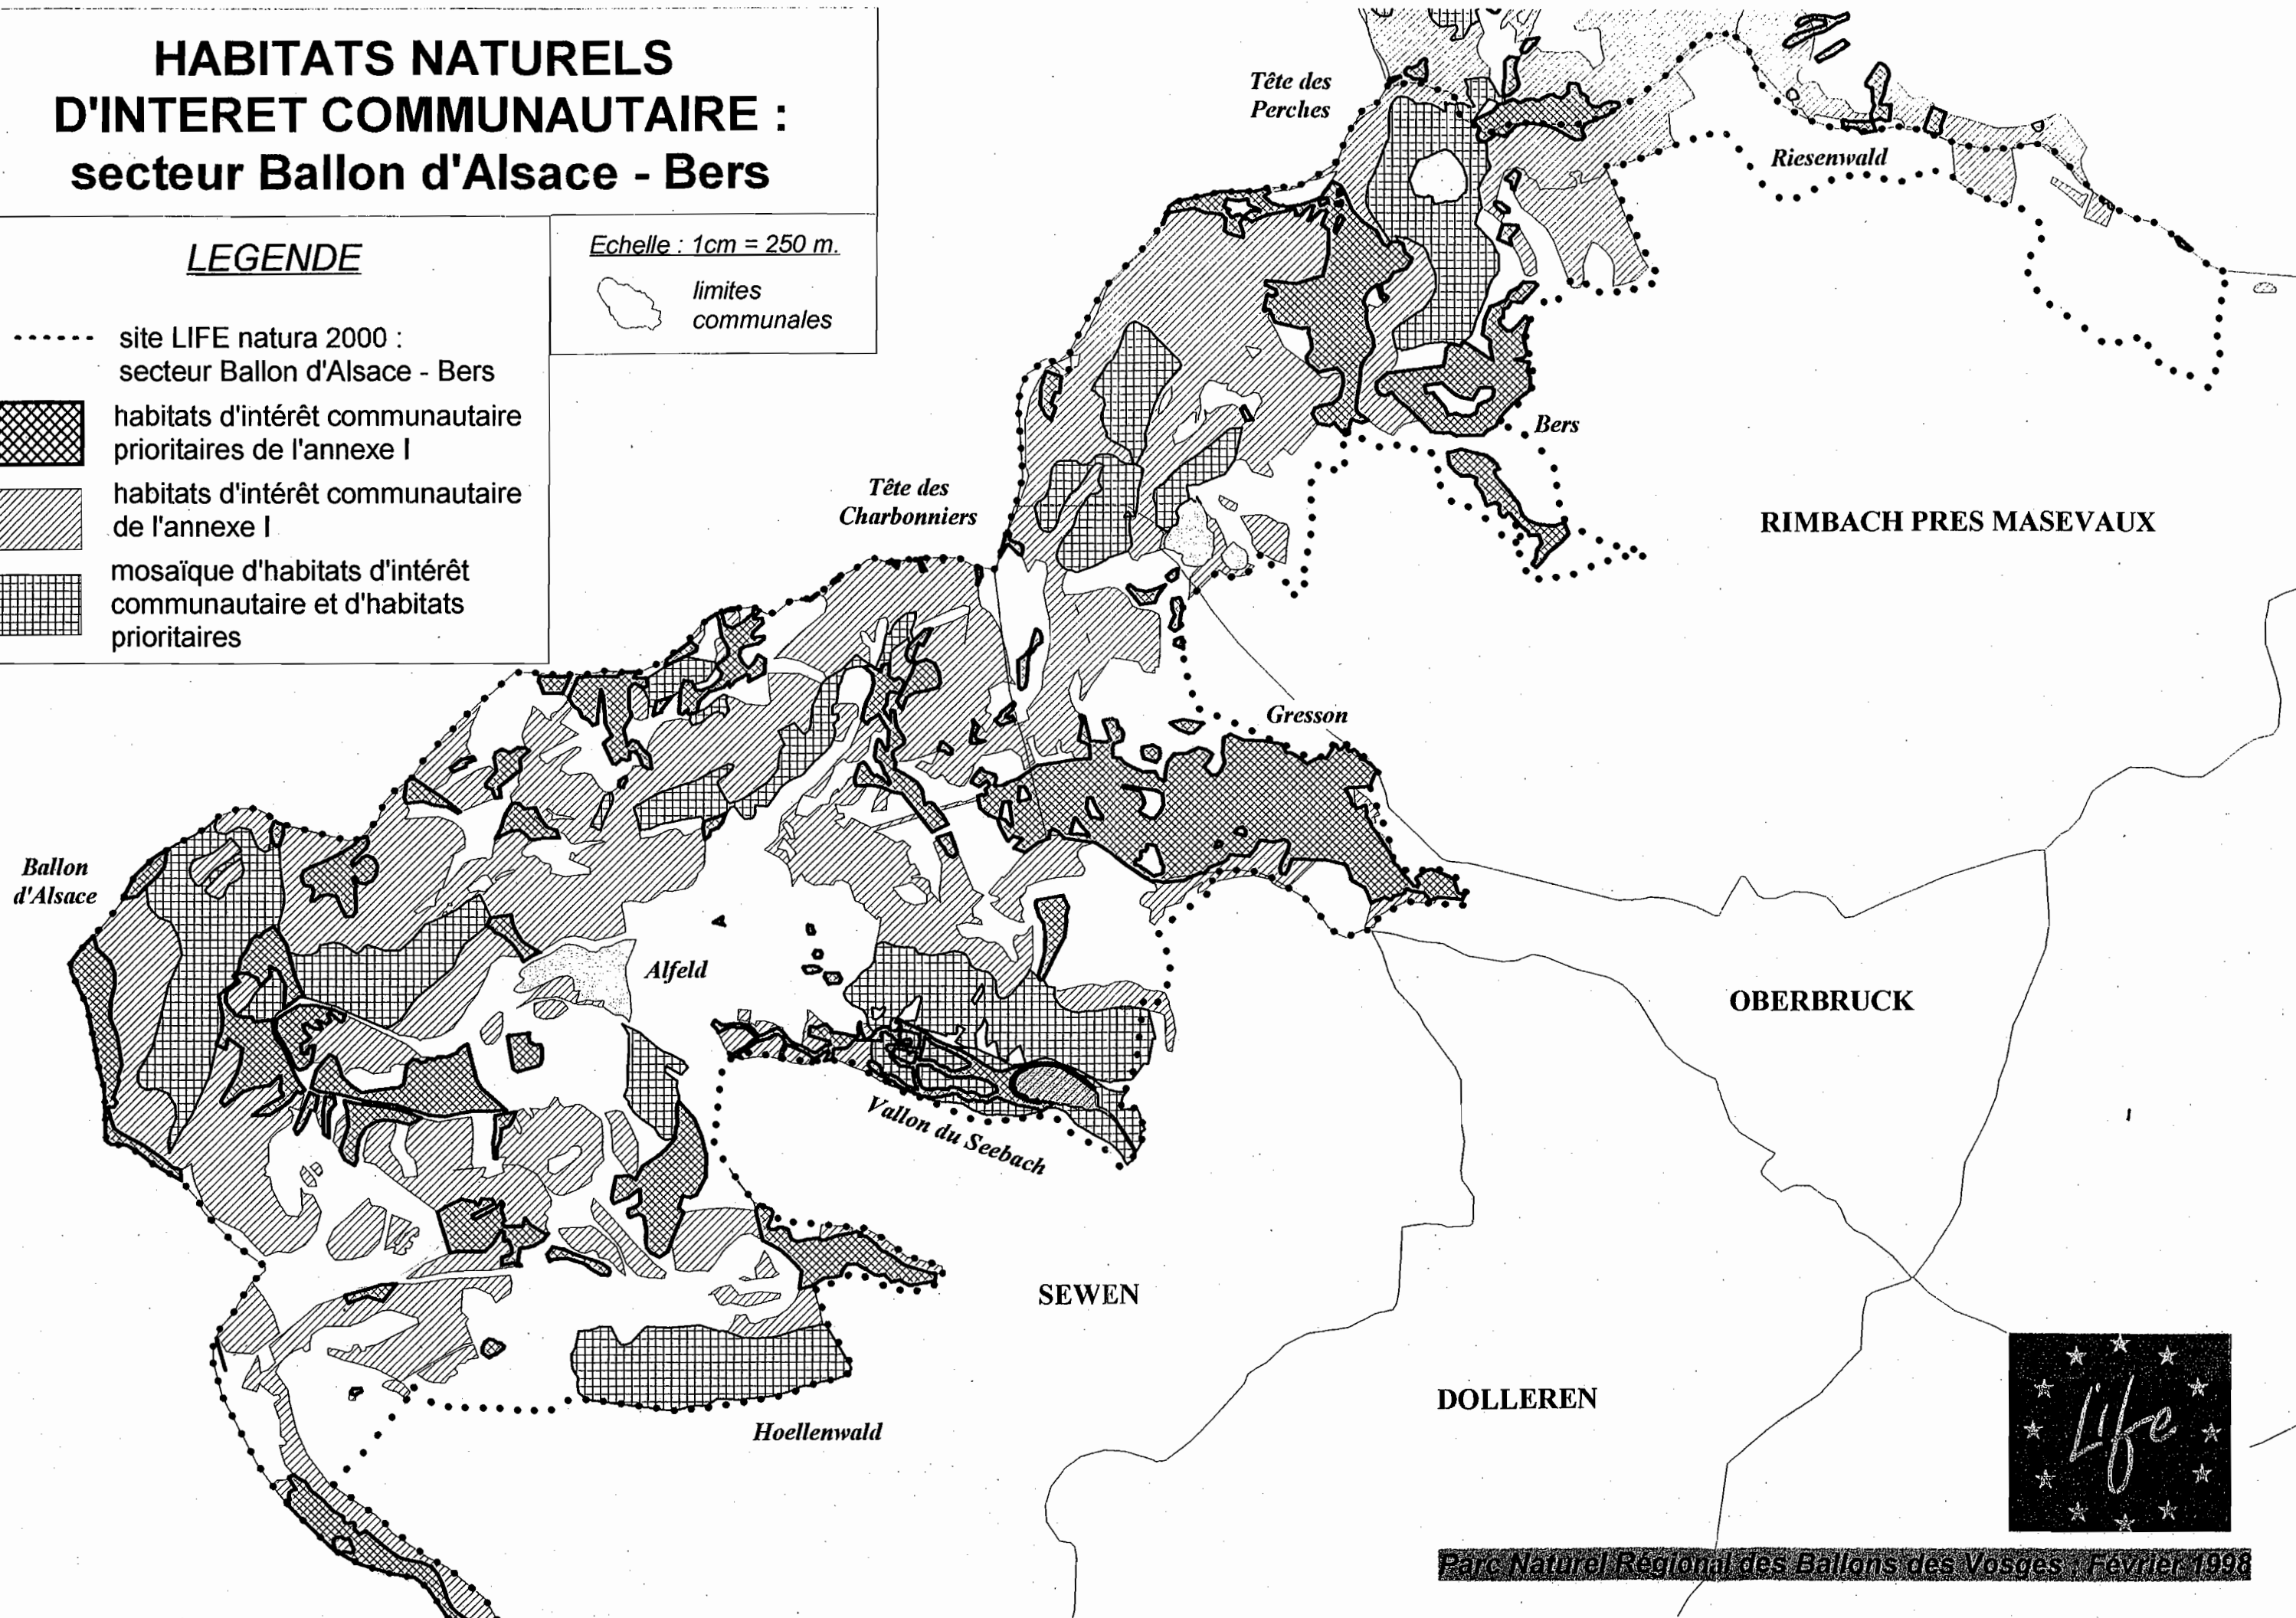 HABITATS NATURELS
D'INTERET COMMUNAUTAIRE :
secteur Ballon d'Alsace - Bers
LEGENDE
site LIFE natura 2000 :
secteur Ballon d'Alsace - Bers
habitats d'intérêt communautaire
prioritaires de l'annexe I
habitats d'intérêt communautaire
de l'annexe I
mosaïque d'habitats d'intérêt
communautaire et d'habitats
prioritaires
Echelle : 1cm = 250 m.
limites
communales
Tête des
Perches
Riesenwald
Bers
Tête des
Charbonniers
RIMBACH PRES MASEVAUX
Gresson
Ballon
d'Alsace
Alfeld
OBERBRUCK
Vallon du Seebach
SEWEN
DOLLEREN
Hoellenwald
Life
Parc Naturel Régional des Ballons des Vosges ; Février 1998